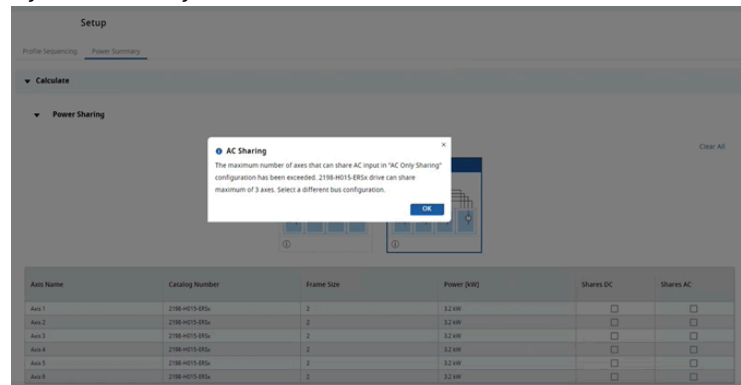 Setup
Profile Sequencing Power Summary
Calculate
Power Sharing
AC Sharing
The maximum number of axes that can share AC input in "AC Only Sharing"
configuration has been exceeded. 2198-H015-ERSx drive can share
maximum of 3 axes. Select a different bus configuration.
Clear All
OK
Axis Name Catalog Number Frame Size Power [kW] Shares DC Shares AC
Axis 1 2198-H015-ERSx 2 3.2 kW
Axis 2 2198-H015-ERSx 2 3.2 kW
Axis 3 2198-H015-ERSx 2 3.2 kW
Axis 4 2198-H015-ERSx 2 3.2 kW
Axis 5 2198-H015-ERSx 2 3.2 kW
Axis 6 2198-H015-ERSx 2 3.2 kW